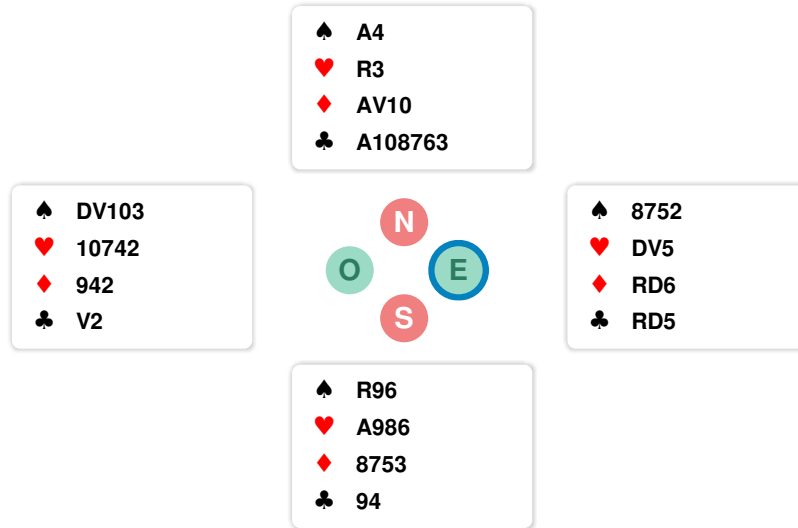 ♠ A4
♥ R3
♦ AV10
♣ A108763
♠ DV103
♥ 10742
♦ 942
♣ V2
N
O E
S
♠ 8752
♥ DV5
♦ RD6
♣ RD5
♠ R96
♥ A986
♦ 8753
♣ 94